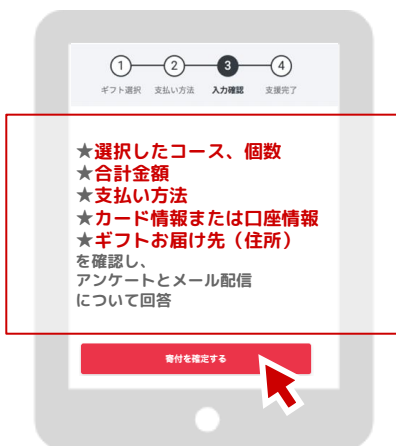 1 2 3 4
ギフト選択 支払い方法 入力確認 支援完了
★選択したコース、個数
★合計金額
★支払い方法
★カード情報または口座情報
★ギフトお届け先（住所）
を確認し、
アンケートとメール配信
について回答
寄付を確定する